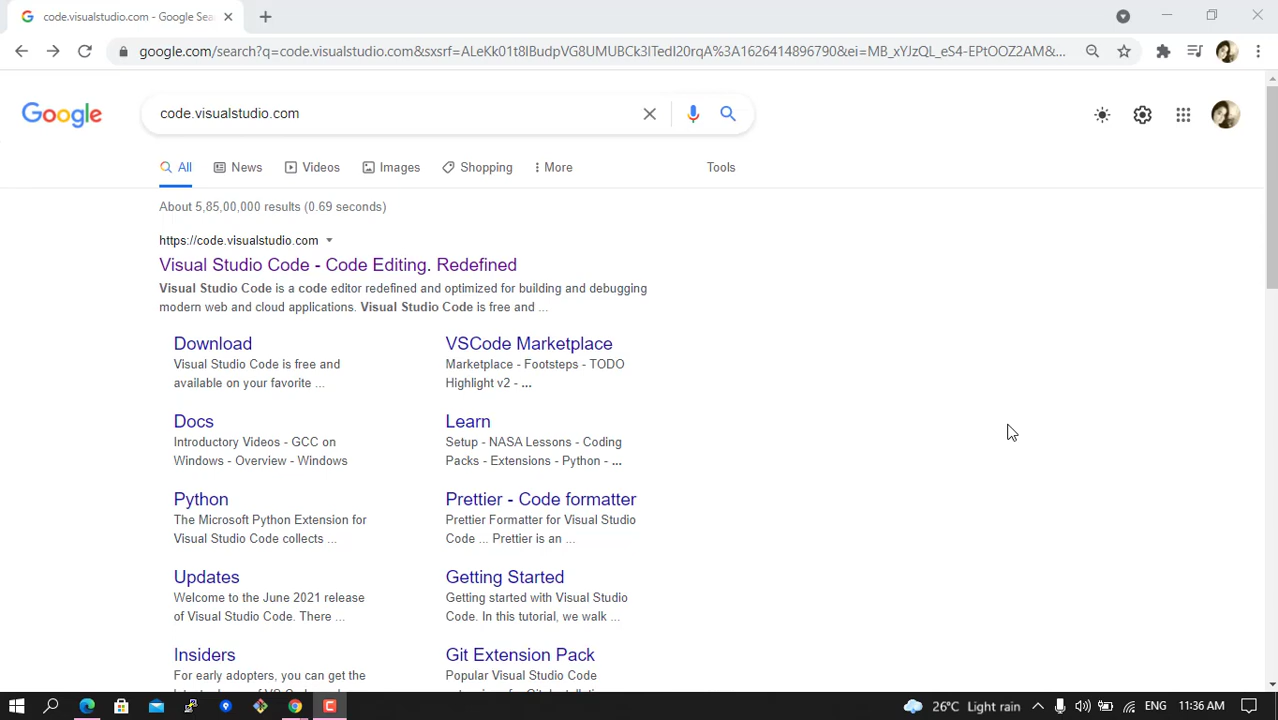 code.visualstudio.com - Google Sea
google.com/search?q=code.visualstudio.com&sxsrf=ALeKk01t8IBudpVG8UMUBCk3ITedI20rqA%3A1626414896790&ei=MB_xYJzQL_eS4-EPtOOZ2AM&...
Google
code.visualstudio.com
All News Videos Images Shopping More Tools
About 5,85,00,000 results (0.69 seconds)
https://code.visualstudio.com
Visual Studio Code - Code Editing. Redefined
Visual Studio Code is a code editor redefined and optimized for building and debugging
modern web and cloud applications. Visual Studio Code is free and ...
Download
Visual Studio Code is free and
available on your favorite ...
VSCode Marketplace
Marketplace - Footsteps - TODO
Highlight v2 - ...
Docs
Introductory Videos - GCC on
Windows - Overview - Windows
Learn
Setup - NASA Lessons - Coding
Packs - Extensions - Python - ...
Python
The Microsoft Python Extension for
Visual Studio Code collects ...
Prettier - Code formatter
Prettier Formatter for Visual Studio
Code ... Prettier is an ...
Updates
Welcome to the June 2021 release
of Visual Studio Code. There ...
Getting Started
Getting started with Visual Studio
Code. In this tutorial, we walk ...
Insiders
For early adopters, you can get the
Git Extension Pack
Popular Visual Studio Code
26°C Light rain ENG 11:36 AM